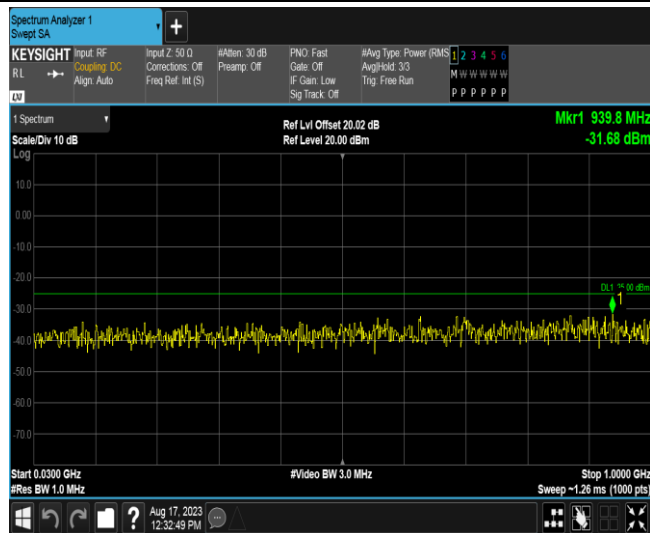 Spectrum Analyzer 1
Swept SA
+
KEYSIGHT
RL
Input: RF
Coupling: DC
Align: Auto
Input Z: 50 Ω
Corrections: Off
Freq Ref: Int (S)
#Atten: 30 dB
Preamp: Off
PNO: Fast
Gate: Off
IF Gain: Low
Sig Track: Off
#Avg Type: Power (RMS
Avg|Hold: 3/3
Trig: Free Run
1 2 3 4 5 6
M W W W W W
P P P P P P
1 Spectrum
Scale/Div 10 dB
Log
Ref Lvl Offset 20.02 dB
Ref Level 20.00 dBm
Mkr1 939.8 MHz
-31.68 dBm
10.0
0.00
-10.0
-20.0
-30.0
-40.0
-50.0
-60.0
-70.0
DL1 -25.00 dBm
1
Start 0.0300 GHz
#Res BW 1.0 MHz
#Video BW 3.0 MHz
Stop 1.0000 GHz
Sweep ~1.26 ms (1000 pts)
?
Aug 17, 2023
12:32:49 PM